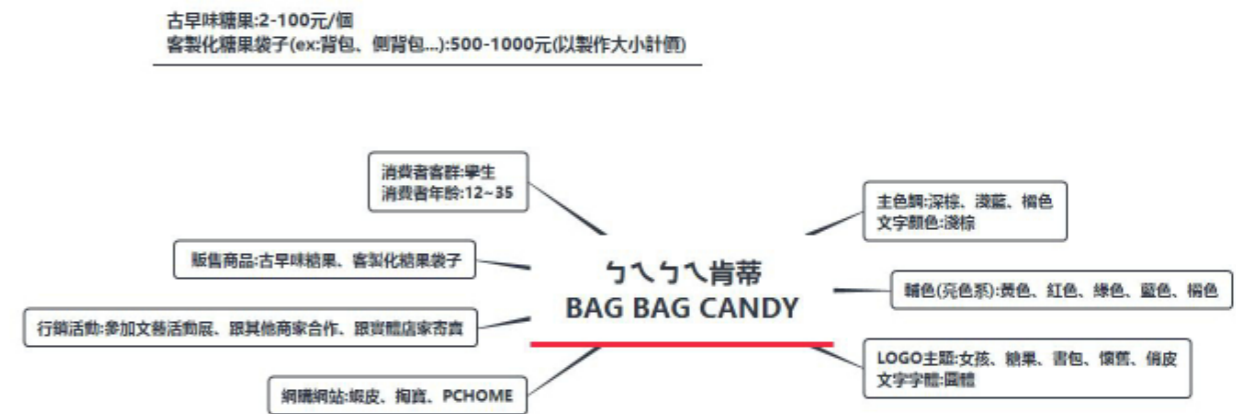 古早味糖果:2-100元/個
客製化糖果袋子(ex:背包、側背包...):500-1000元(以製作大小計價)
消費者客群:學生
消費者年齡:12~35
販售商品:古早味糖果、客製化糖果袋子
行銷活動:參加文藝活動展、跟其他商家合作、跟實體店家寄賣
網購網站:蝦皮、掏寶、PCHOME
ㄅㄟㄅㄟ肯蒂
BAG BAG CANDY
主色調:深棕、淺藍、橘色
文字顏色:淺棕
輔色(亮色系):黃色、紅色、綠色、藍色、橘色
LOGO主題:女孩、糖果、書包、懷舊、俏皮
文字字體:圓體